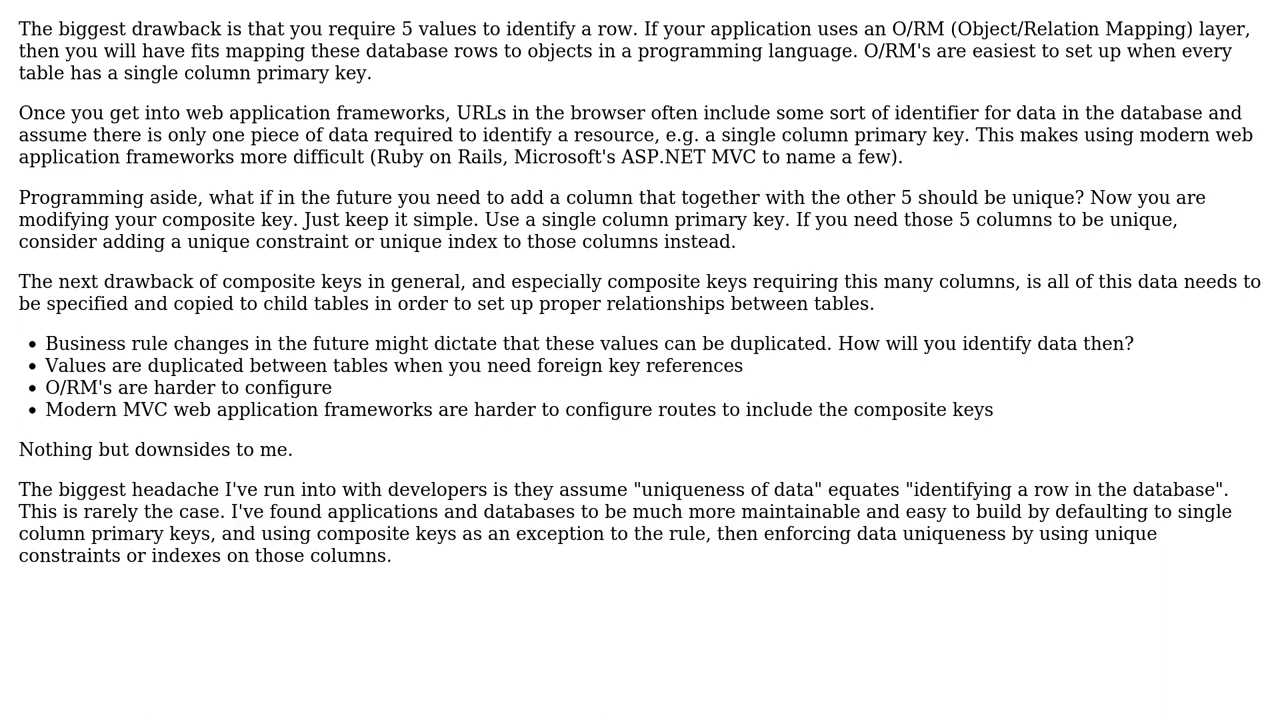 The biggest drawback is that you require 5 values to identify a row. If your application uses an O/RM (Object/Relation Mapping) layer,
then you will have fits mapping these database rows to objects in a programming language. O/RM's are easiest to set up when every
table has a single column primary key.
Once you get into web application frameworks, URLs in the browser often include some sort of identifier for data in the database and
assume there is only one piece of data required to identify a resource, e.g. a single column primary key. This makes using modern web
application frameworks more difficult (Ruby on Rails, Microsoft's ASP.NET MVC to name a few).
Programming aside, what if in the future you need to add a column that together with the other 5 should be unique? Now you are
modifying your composite key. Just keep it simple. Use a single column primary key. If you need those 5 columns to be unique,
consider adding a unique constraint or unique index to those columns instead.
The next drawback of composite keys in general, and especially composite keys requiring this many columns, is all of this data needs to
be specified and copied to child tables in order to set up proper relationships between tables.
• Business rule changes in the future might dictate that these values can be duplicated. How will you identify data then?
• Values are duplicated between tables when you need foreign key references
• O/RM's are harder to configure
• Modern MVC web application frameworks are harder to configure routes to include the composite keys
Nothing but downsides to me.
The biggest headache I've run into with developers is they assume "uniqueness of data" equates "identifying a row in the database".
This is rarely the case. I've found applications and databases to be much more maintainable and easy to build by defaulting to single
column primary keys, and using composite keys as an exception to the rule, then enforcing data uniqueness by using unique
constraints or indexes on those columns.